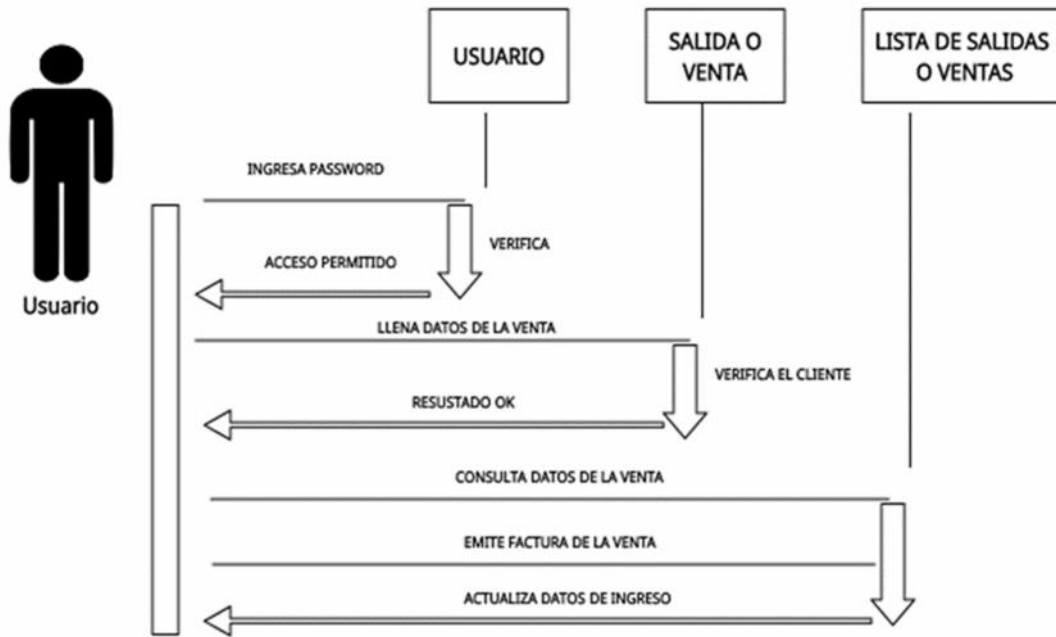 USUARIO
SALIDA O
VENTA
LISTA DE SALIDAS
O VENTAS
INGRESA PASSWORD
VERIFICA
ACCESO PERMITIDO
Usuario
LLENA DATOS DE LA VENTA
VERIFICA EL CLIENTE
RESUSTADO OK
CONSULTA DATOS DE LA VENTA
EMITE FACTURA DE LA VENTA
ACTUALIZA DATOS DE INGRESO